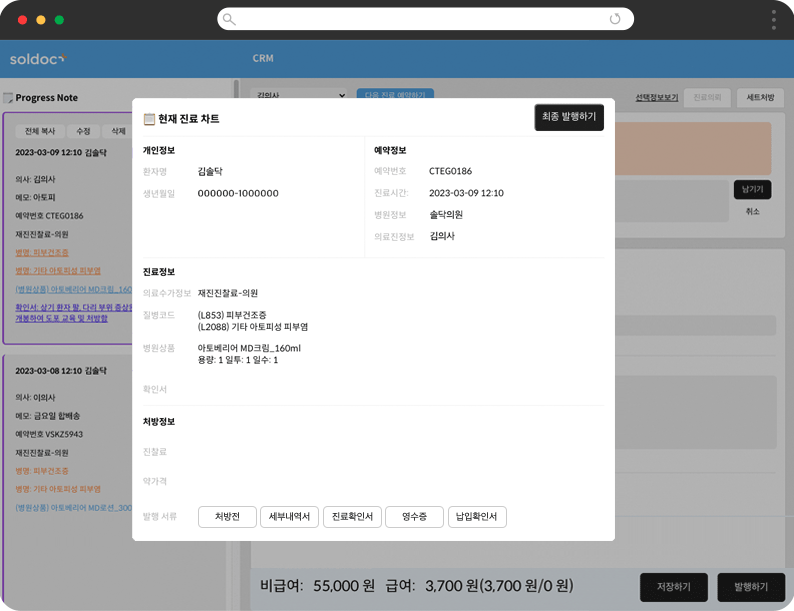 soldoc
CRM
Progress Note
전체 복사 수정 삭제
2023-03-09 12:10 김솔닥
의사: 김의사
메모: 아토피
예약번호 CTEG0186
재진진찰료-의원
병명: 피부건조증
병명: 기타 아토피성 피부염
(병원상품) 아토베리어 MD크림_160
확인서: 상기 환자 팔, 다리 부위 증상
개봉하여 도포 교육 및 처방함
2023-03-08 12:10 김솔닥
의사: 이의사
메모: 금요일 합배송
예약번호 VSKZ5943
재진진찰료-의원
병명: 피부건조증
병명: 기타 아토피성 피부염
(병원상품) 아토베리어 MD로션_300
김의사
다음 진료 예약하기
선택정보보기 진료의뢰 세트처방
남기기
취소
현재 진료 차트
최종 발행하기
개인정보
환자명 김솔닥
생년월일 000000-1000000
예약정보
예약번호 CTEG0186
진료시간: 2023-03-09 12:10
병원정보 솔닥의원
의료진정보 김의사
진료정보
의료수가정보 재진진찰료-의원
질병코드 (L853) 피부건조증
(L2088) 기타 아토피성 피부염
병원상품 아토베리어 MD크림_160ml
용량: 1 일투: 1 일수: 1
확인서
처방정보
진찰료
약가격
발행 서류 처방전 세부내역서 진료확인서 영수증 납입확인서
비급여: 55,000 원 급여: 3,700 원(3,700 원/0 원)
저장하기 발행하기